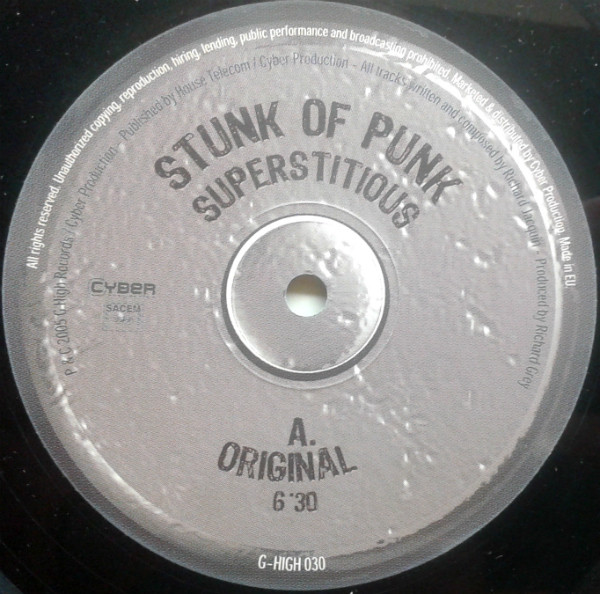 All rights reserved. Unauthorized copying, reproduction, hiring, lending, public performance and broadcasting prohibited. Marketed & distributed by Cyber Production. Made in EU
P & C 2005 G-High Records / Cyber Production - Published by House Telecom / Cyber Production - All tracks written and composed by Richard - Produced by Richard Grey
STUNK OF PUNK
SUPERSTITIOUS
CYBER
SACEM
A.
ORIGINAL
6'30
G-HIGH 030